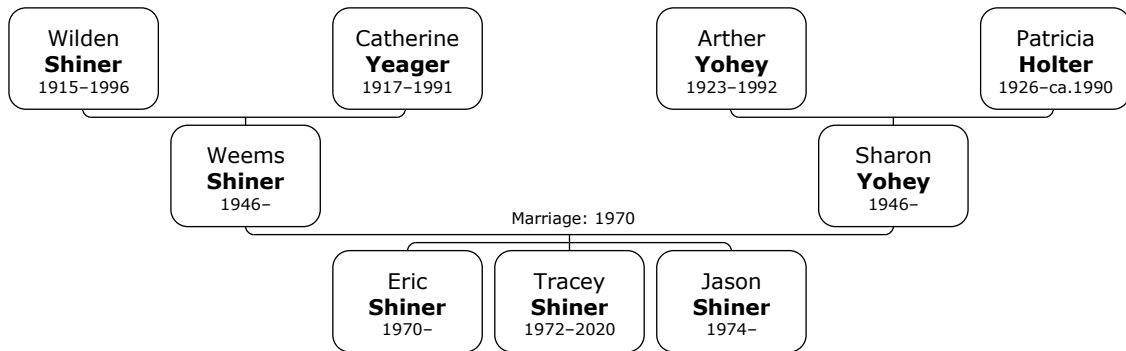 Wilden
Shiner
1915–1996
Catherine
Yeager
1917–1991
Arther
Yohey
1923–1992
Patricia
Holter
1926–ca.1990
Weems
Shiner
1946–
Sharon
Yohey
1946–
Marriage: 1970
Eric
Shiner
1970–
Tracey
Shiner
1972–2020
Jason
Shiner
1974–